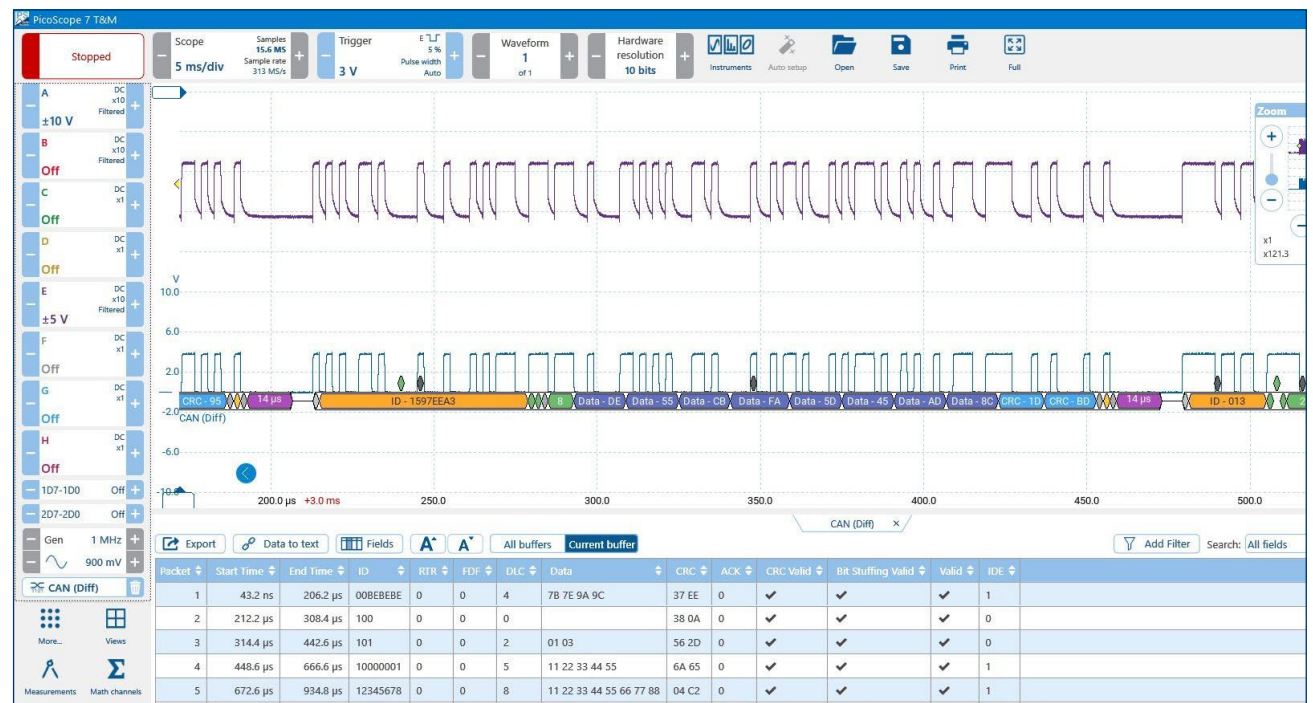 PicoScope 7 T&M
Stopped
Scope
5 ms/div
Samples
15.6 MS
Sample rate
313 MS/s
Trigger
3 V
E
5 %
Pulse width
Auto
Waveform
1
of 1
Hardware
resolution
10 bits
Instruments
Auto setup
Open
Save
Print
Full
A
DC
x10
Filtered
±10 V
B
DC
x10
Filtered
Off
C
DC
x1
Off
D
DC
x1
Off
E
DC
x10
Filtered
±5 V
F
DC
x1
Off
G
DC
x1
Off
H
DC
x1
Off
1D7-1D0 Off
2D7-2D0 Off
Gen 1 MHz
900 mV
CAN (Diff)
More...
Views
Measurements
Math channels
Zoom
x1
x121.3
V
10.0
6.0
2.0
-2.0
-6.0
-10.0
CRC - 95
14 µs
ID - 1597EEA3
8
Data - DE
Data - 55
Data - CB
Data - FA
Data - 5D
Data - 45
Data - AD
Data - 8C
CRC - 1D
CRC - BD
14 µs
ID - 013
2
CAN (Diff)
200.0 µs +3.0 ms 250.0 300.0 350.0 400.0 450.0 500.0
CAN (Diff) ×
Export Data to text Fields A A All buffers Current buffer Add Filter Search: All fields
Packet Start Time End Time ID RTR FDF DLC Data CRC ACK CRC Valid Bit Stuffing Valid Valid IDE
1 43.2 ns 206.2 µs 00BEBEBE 0 0 4 7B 7E 9A 9C 37 EE 0 ✔ ✔ ✔ 1
2 212.2 µs 308.4 µs 100 0 0 0 38 0A 0 ✔ ✔ ✔ 0
3 314.4 µs 442.6 µs 101 0 0 2 01 03 56 2D 0 ✔ ✔ ✔ 0
4 448.6 µs 666.6 µs 10000001 0 0 5 11 22 33 44 55 6A 65 0 ✔ ✔ ✔ 1
5 672.6 µs 934.8 µs 12345678 0 0 8 11 22 33 44 55 66 77 88 04 C2 0 ✔ ✔ ✔ 1